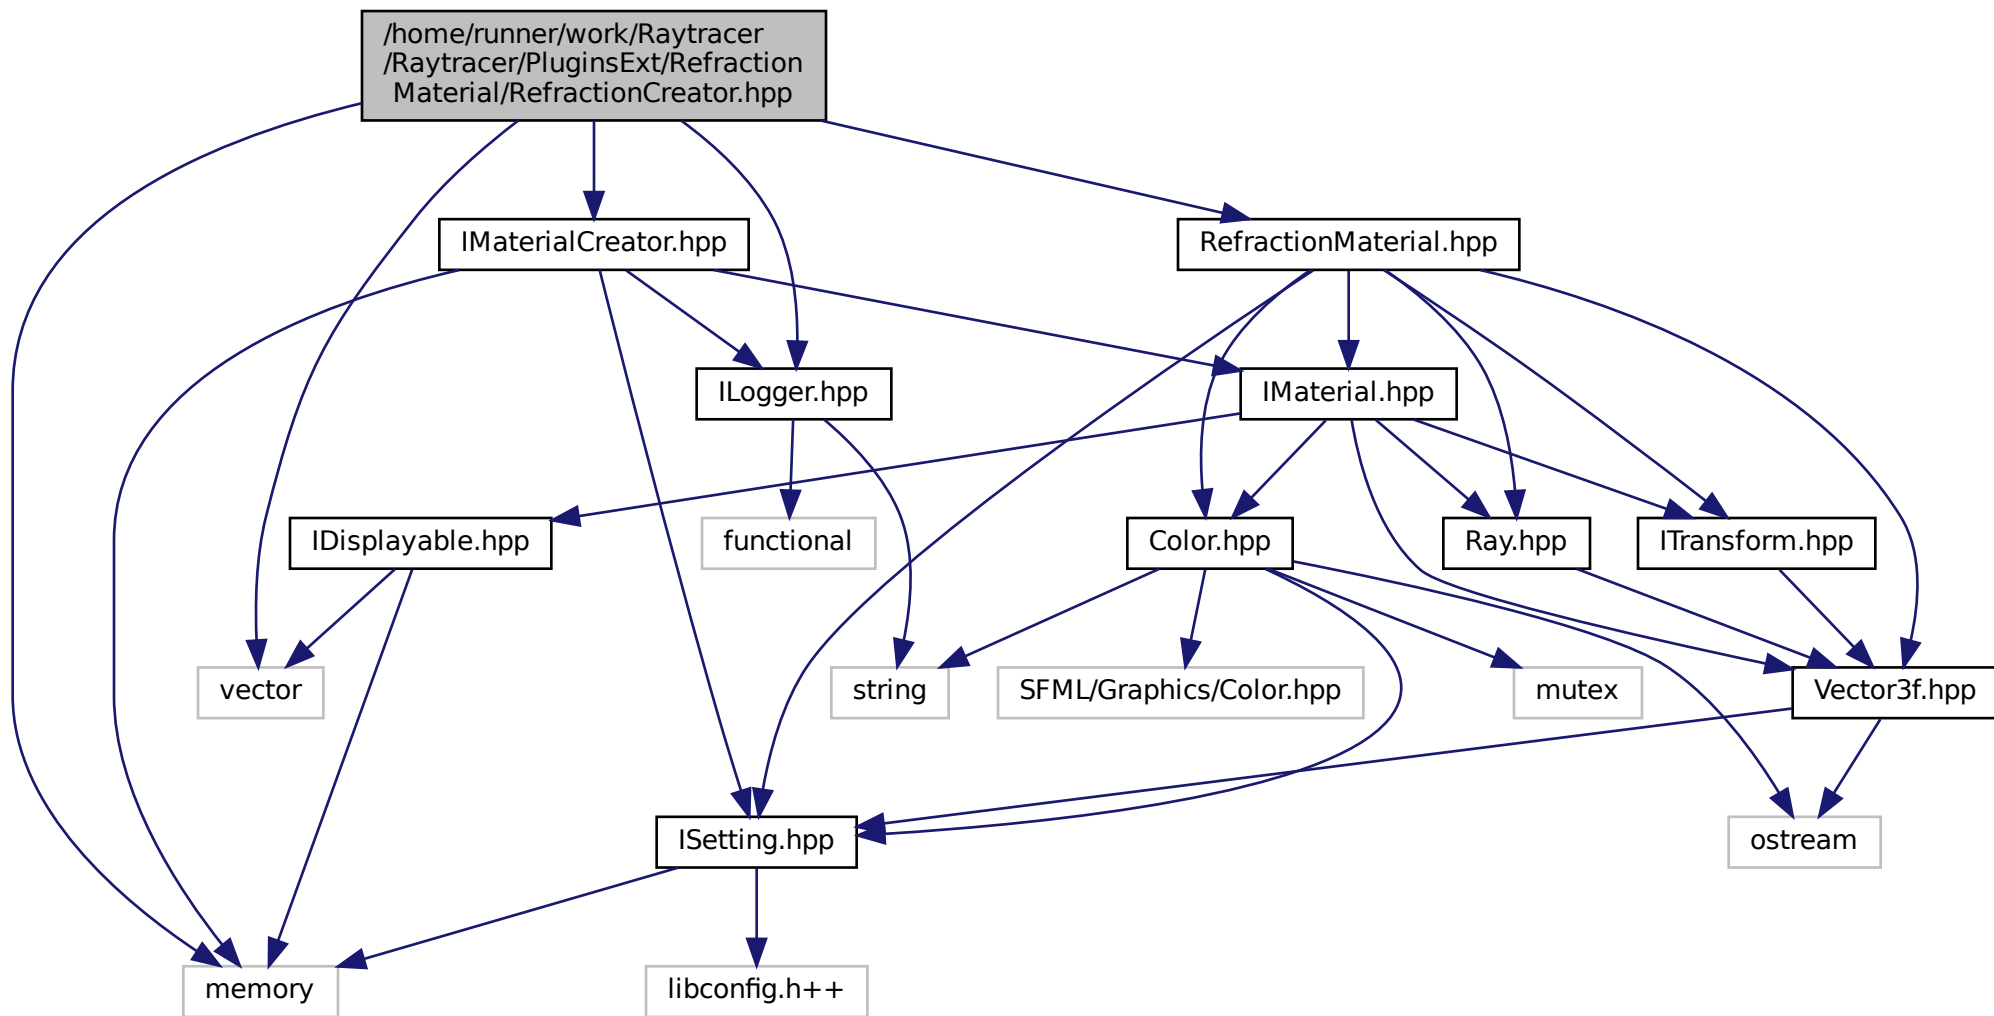 /home/runner/work/Raytracer
/Raytracer/PluginsExt/Refraction
Material/RefractionCreator.hpp
IMaterialCreator.hpp
RefractionMaterial.hpp
ILogger.hpp
IMaterial.hpp
IDisplayable.hpp
functional
Color.hpp
Ray.hpp
ITransform.hpp
vector
string
SFML/Graphics/Color.hpp
mutex
Vector3f.hpp
ISetting.hpp
ostream
memory
libconfig.h++